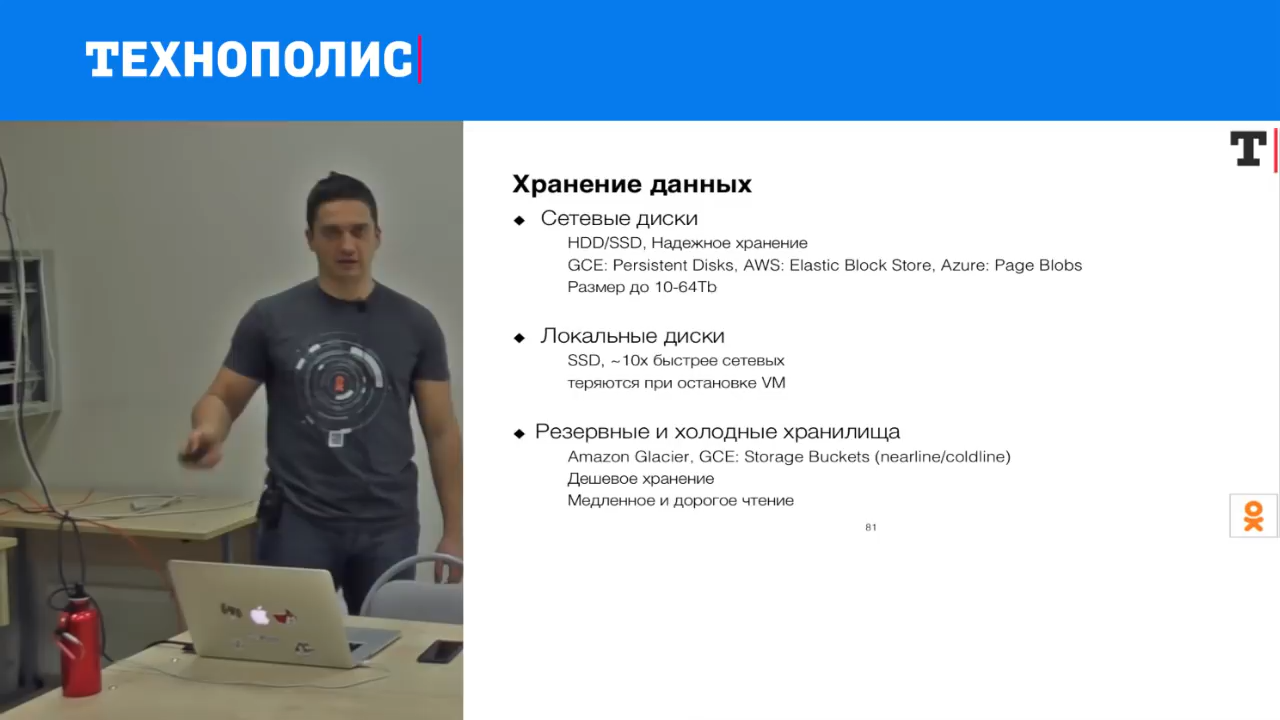 ТЕХНОПОЛИС
Т
Хранение данных
◆ Сетевые диски
HDD/SSD, Надежное хранение
GCE: Persistent Disks, AWS: Elastic Block Store, Azure: Page Blobs
Размер до 10-64Tb
◆ Локальные диски
SSD, ~10x быстрее сетевых
теряются при остановке VM
◆ Резервные и холодные хранилища
Amazon Glacier, GCE: Storage Buckets (nearline/coldline)
Дешевое хранение
Медленное и дорогое чтение
81